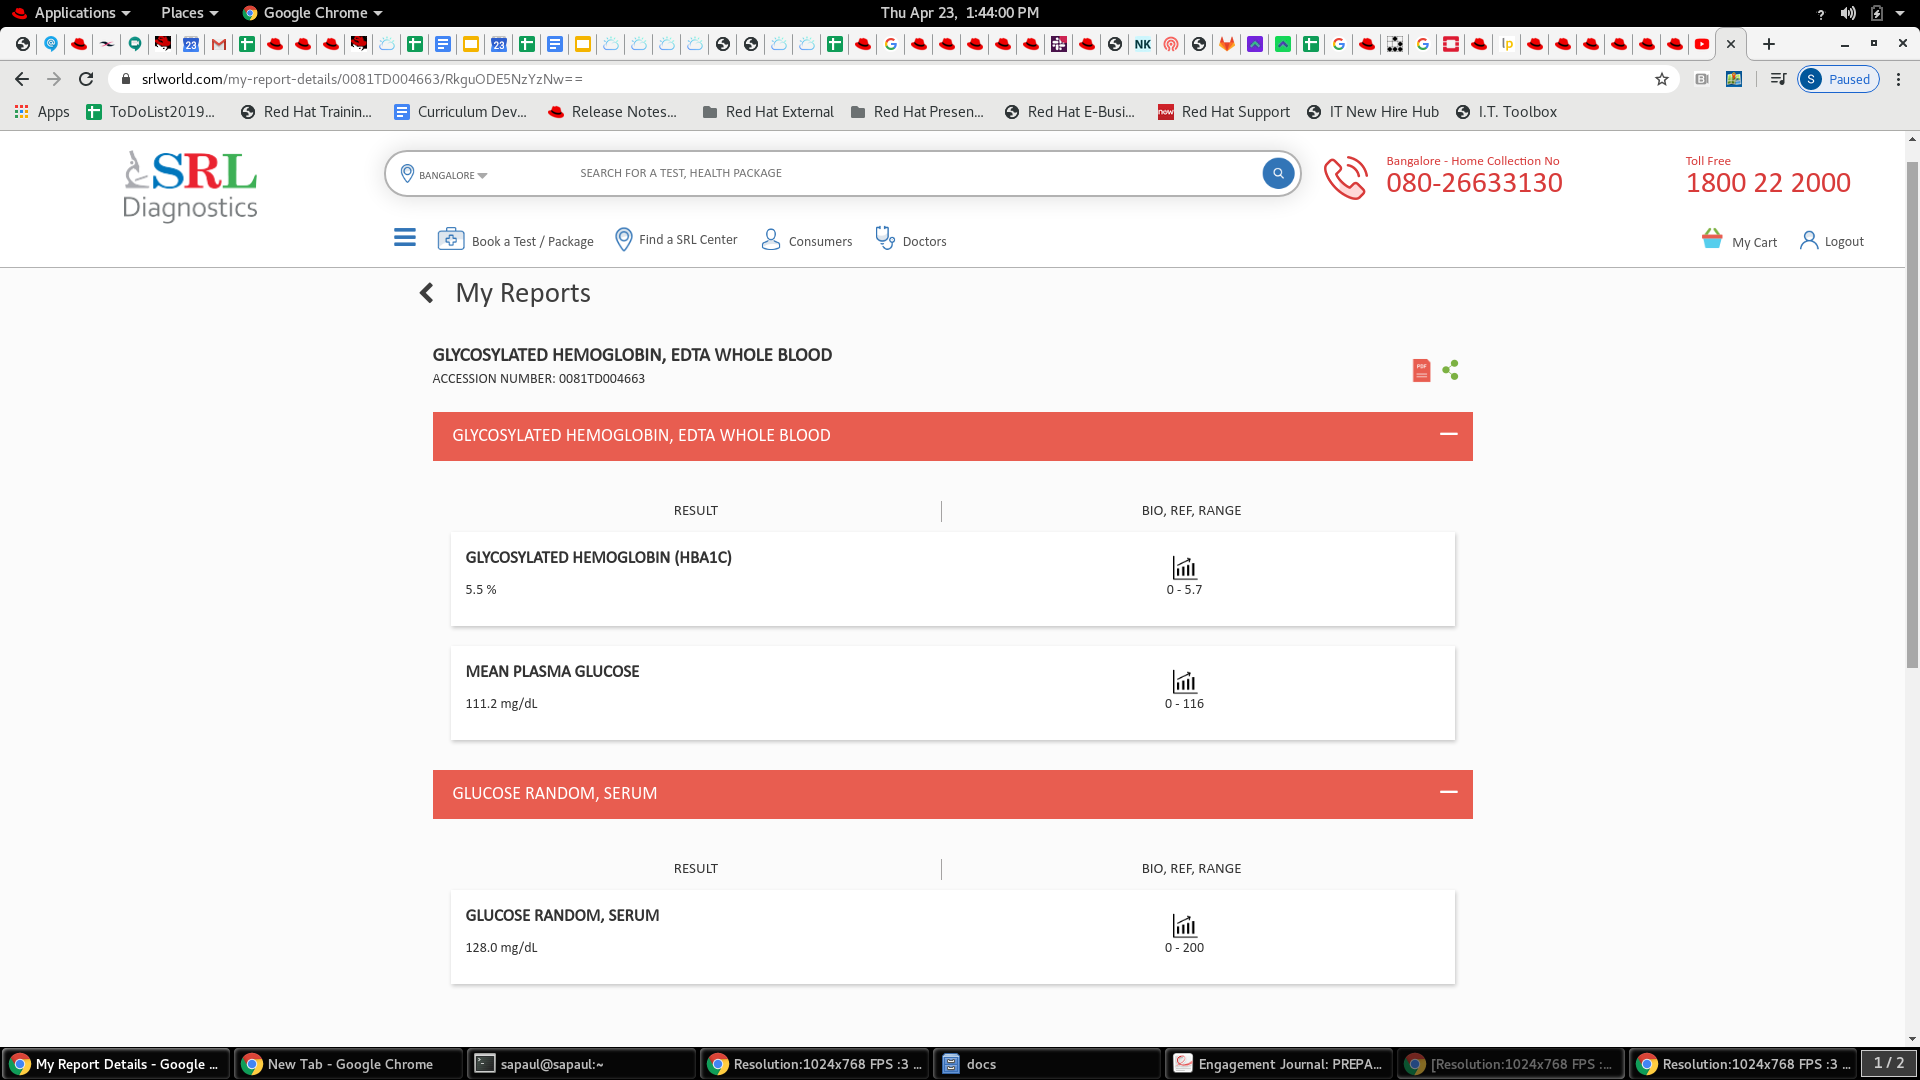 Applications
Places
Google Chrome
Thu Apr 23, 1:44:00 PM
srlworld.com/my-report-details/0081TD004663/RkguODE5NzYzNw==
S Paused
Apps
ToDoList2019...
Red Hat Trainin...
Curriculum Dev...
Release Notes...
Red Hat External
Red Hat Presen...
Red Hat E-Busi...
Red Hat Support
IT New Hire Hub
I.T. Toolbox
SRL
Diagnostics
BANGALORE
SEARCH FOR A TEST, HEALTH PACKAGE
Bangalore - Home Collection No
080-26633130
Toll Free
1800 22 2000
Book a Test / Package
Find a SRL Center
Consumers
Doctors
My Cart
Logout
My Reports
GLYCOSYLATED HEMOGLOBIN, EDTA WHOLE BLOOD
ACCESSION NUMBER: 0081TD004663
PDF
GLYCOSYLATED HEMOGLOBIN, EDTA WHOLE BLOOD
RESULT
BIO, REF, RANGE
GLYCOSYLATED HEMOGLOBIN (HBA1C)
5.5 %
0 - 5.7
MEAN PLASMA GLUCOSE
111.2 mg/dL
0 - 116
GLUCOSE RANDOM, SERUM
RESULT
BIO, REF, RANGE
GLUCOSE RANDOM, SERUM
128.0 mg/dL
0 - 200
My Report Details - Google ...
New Tab - Google Chrome
sapaul@sapaul:~
Resolution:1024x768 FPS :3 ...
docs
Engagement Journal: PREPA...
[Resolution:1024x768 FPS :...
Resolution:1024x768 FPS :3 ...
1 / 2